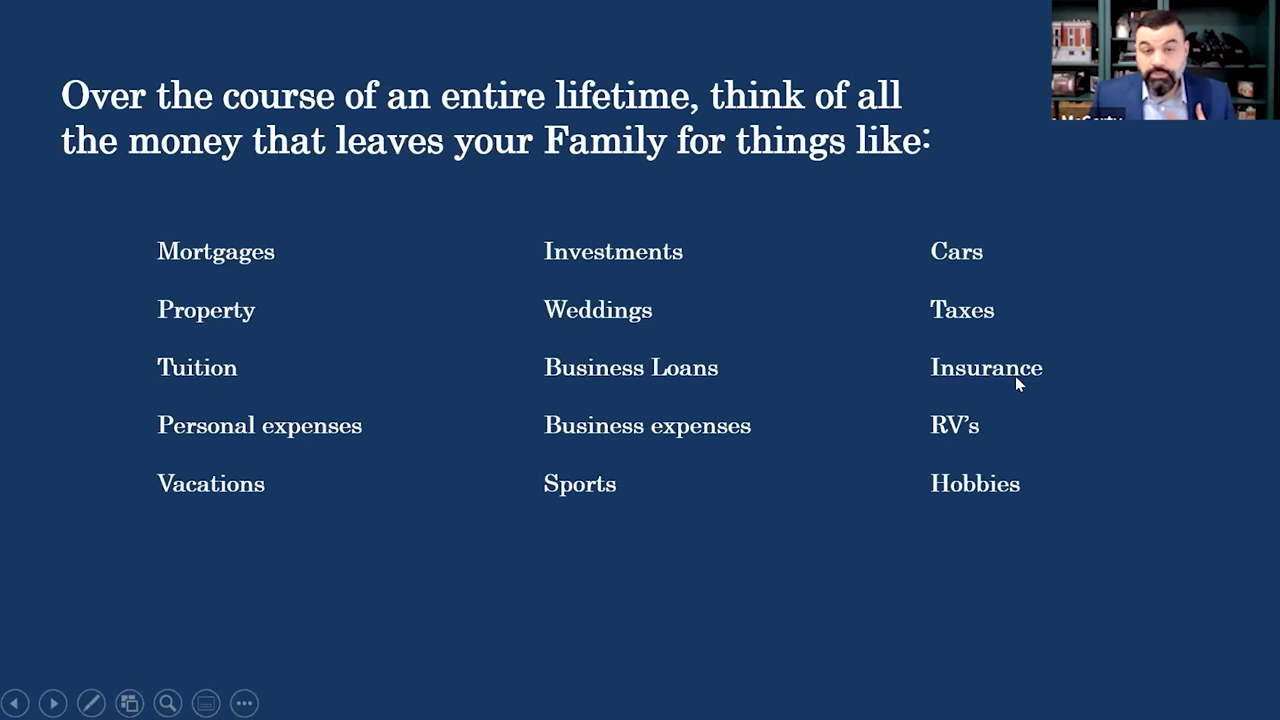 Over the course of an entire lifetime, think of all
the money that leaves your Family for things like:
Mortgages
Investments
Cars
Property
Weddings
Taxes
Tuition
Business Loans
Insurance
Personal expenses
Business expenses
RV’s
Vacations
Sports
Hobbies